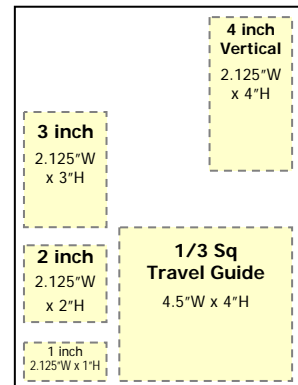 4 inch
Vertical
2.125"W
x 4"H
3 inch
2.125"W
x 3"H
2 inch
2.125"W
x 2"H
1/3 Sq
Travel Guide
4.5"W x 4"H
1 inch
2.125"W x 1"H